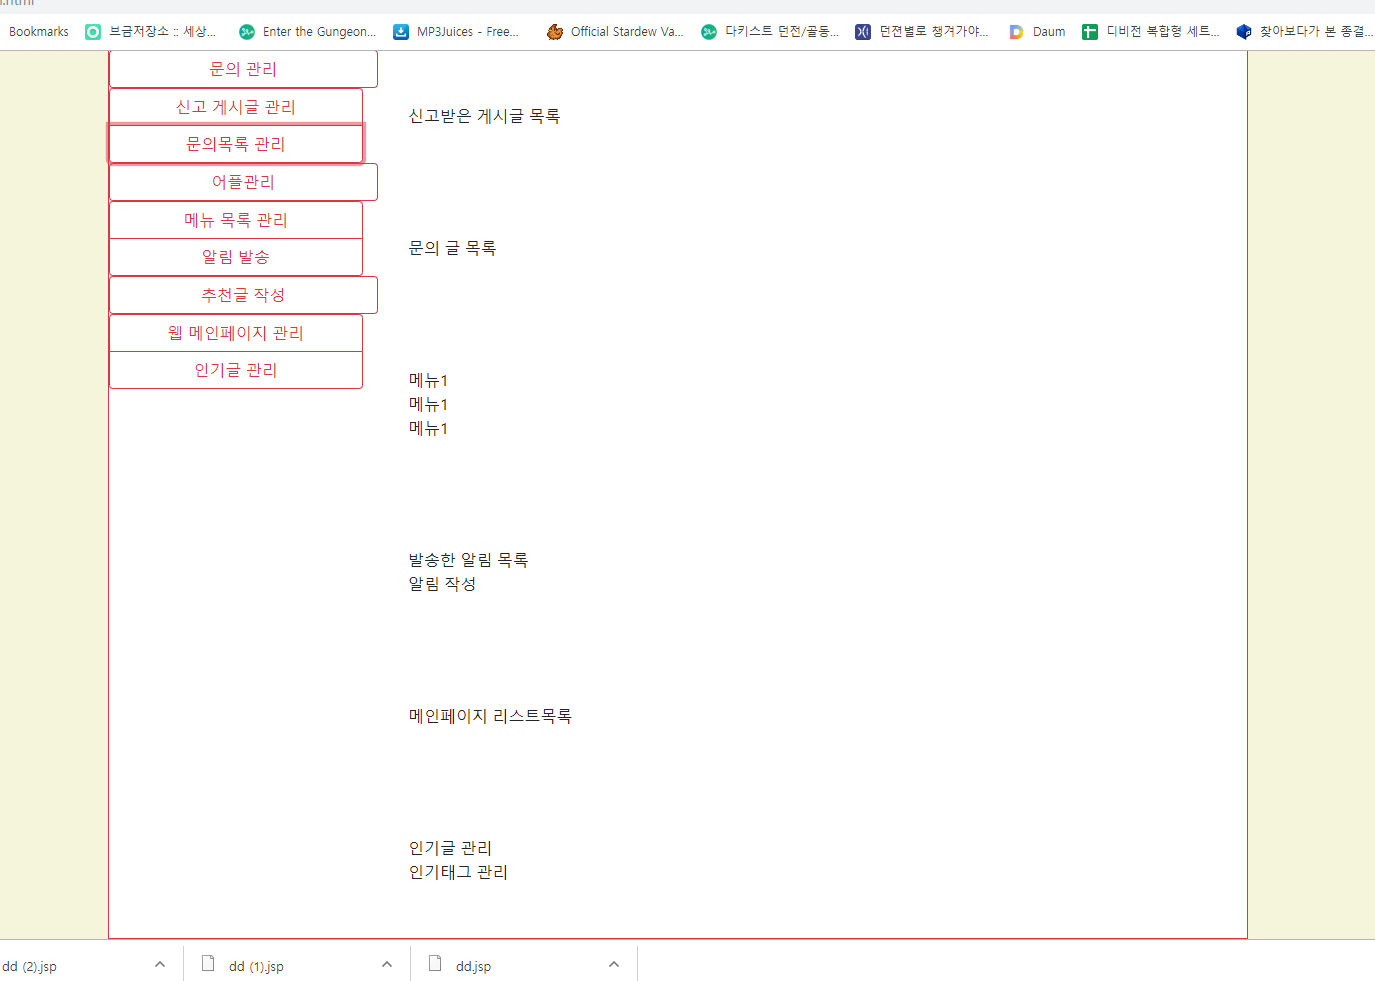 Bookmarks 브금저장소 :: 세상... Enter the Gungeon... MP3Juices - Free... Official Stardew Va... 다키스트 던전/골동... 던젼별로 챙겨가야... Daum 디비전 복합형 세트... 찾아보다가 본 종결...
문의 관리
신고 게시글 관리
신고받은 게시글 목록
문의목록 관리
어플관리
메뉴 목록 관리
문의 글 목록
알림 발송
추천글 작성
웹 메인페이지 관리
인기글 관리
메뉴1
메뉴1
메뉴1
발송한 알림 목록
알림 작성
메인페이지 리스트목록
인기글 관리
인기태그 관리
dd (2).jsp dd (1).jsp dd.jsp